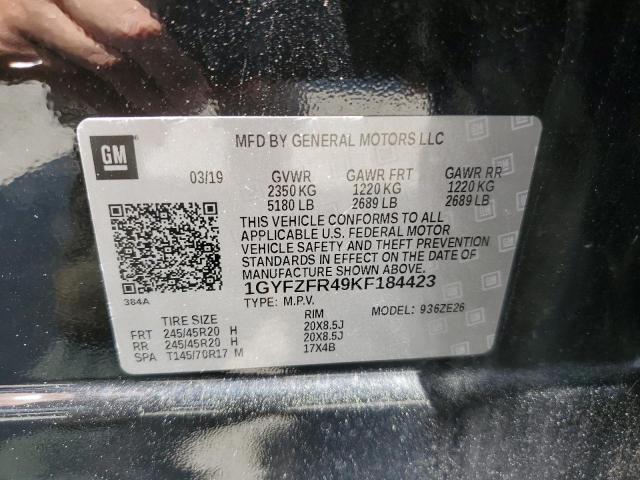 GM
MFD BY GENERAL MOTORS LLC
03/19 GVWR GAWR FRT GAWR RR
2350 KG 1220 KG 1220 KG
5180 LB 2689 LB 2689 LB
THIS VEHICLE CONFORMS TO ALL
APPLICABLE U.S. FEDERAL MOTOR
VEHICLE SAFETY AND THEFT PREVENTION
STANDARDS IN EFFECT ON THE DATE OF
MANUFACTURE SHOWN ABOVE.
384A
1GYFZFR49KF184423
TYPE: M.P.V. MODEL: 936ZE26
TIRE SIZE RIM
FRT 245/45R20 H 20X8.5J
RR 245/45R20 H 20X8.5J
SPA T145/70R17 M 17X4B